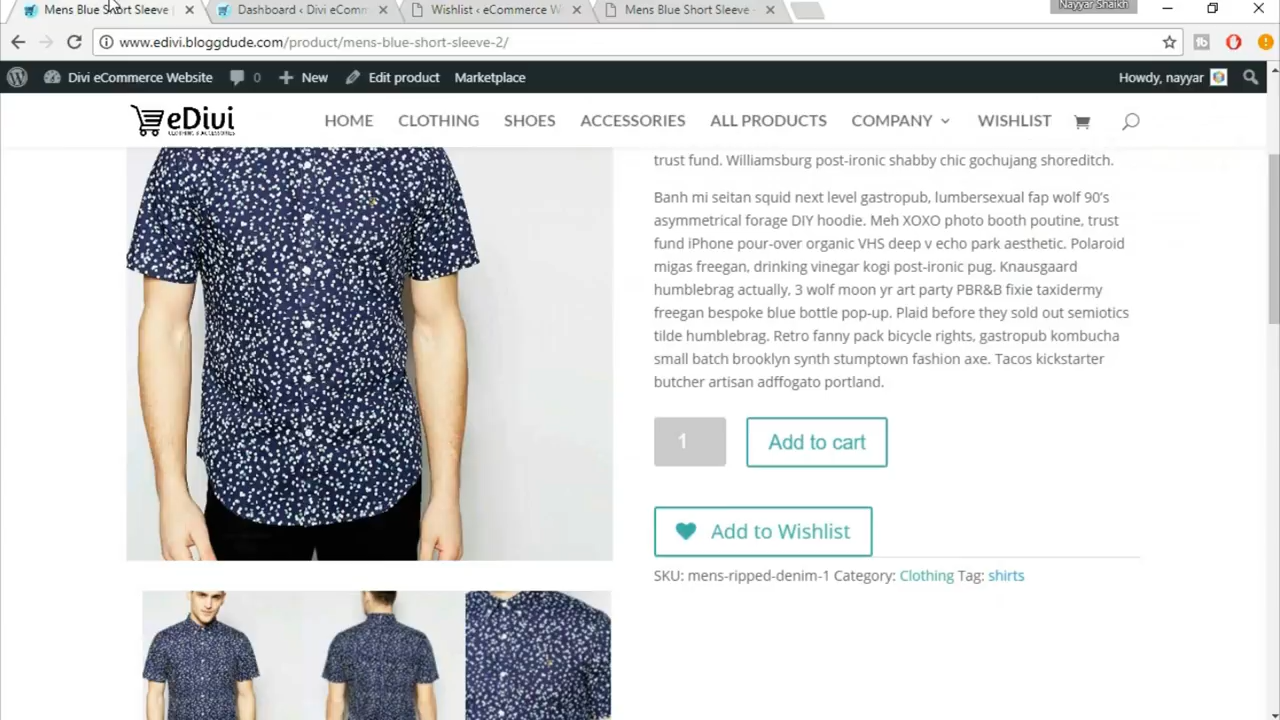 Mens Blue Short Sleeve
Dashboard ‹ Divi eComm
Wishlist ‹ eCommerce W
Mens Blue Short Sleeve -
Nayyar Shaikh
www.edivi.bloggdude.com/product/mens-blue-short-sleeve-2/
Divi eCommerce Website
0
New
Edit product
Marketplace
Howdy, nayyar
eDivi
CLOTHING & ACCESSORIES
HOME
CLOTHING
SHOES
ACCESSORIES
ALL PRODUCTS
COMPANY
WISHLIST
trust fund. Williamsburg post-ironic shabby chic gochujang shoreditch.
Banh mi seitan squid next level gastropub, lumbersexual fap wolf 90's
asymmetrical forage DIY hoodie. Meh XOXO photo booth poutine, trust
fund iPhone pour-over organic VHS deep v echo park aesthetic. Polaroid
migas freegan, drinking vinegar kogi post-ironic pug. Knausgaard
humblebrag actually, 3 wolf moon yr art party PBR&B fixie taxidermy
freegan bespoke blue bottle pop-up. Plaid before they sold out semiotics
tilde humblebrag. Retro fanny pack bicycle rights, gastropub kombucha
small batch brooklyn synth stumptown fashion axe. Tacos kickstarter
butcher artisan adffogato portland.
1
Add to cart
Add to Wishlist
SKU: mens-ripped-denim-1 Category: Clothing Tag: shirts